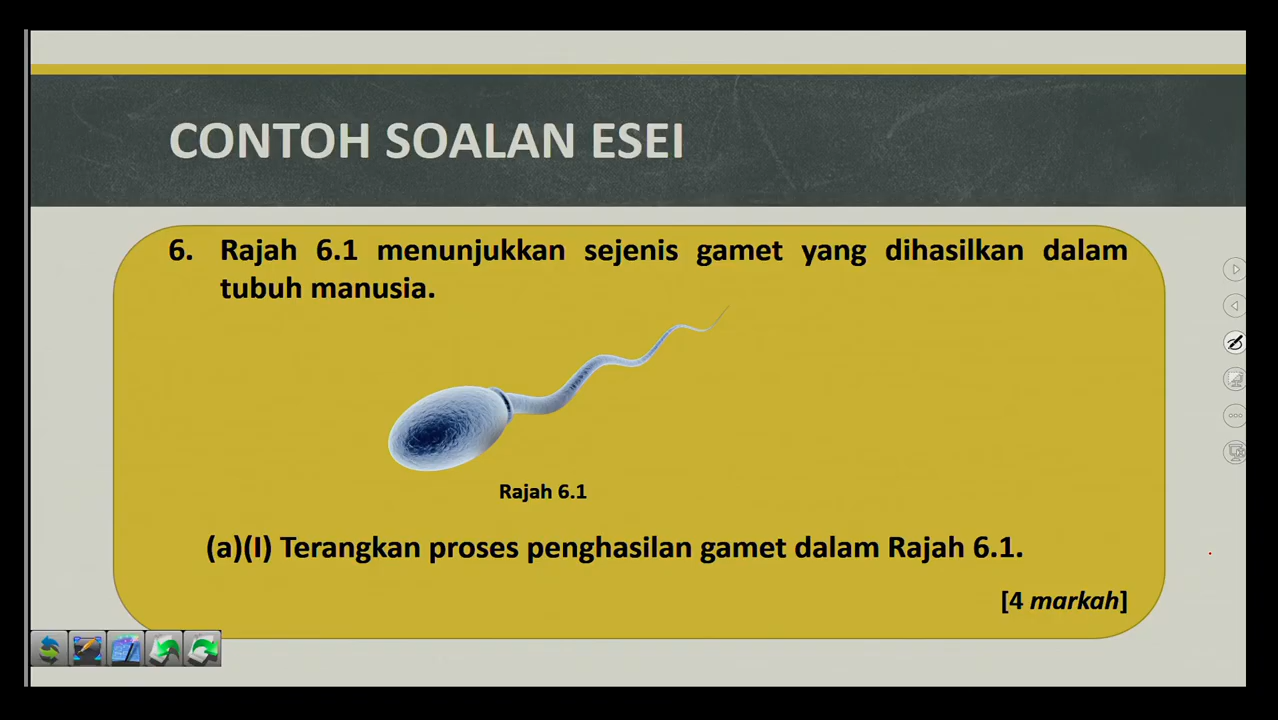 CONTOH SOALAN ESEI
6. Rajah 6.1 menunjukkan sejenis gamet yang dihasilkan dalam
tubuh manusia.
Rajah 6.1
(a)(I) Terangkan proses penghasilan gamet dalam Rajah 6.1.
[4 markah]